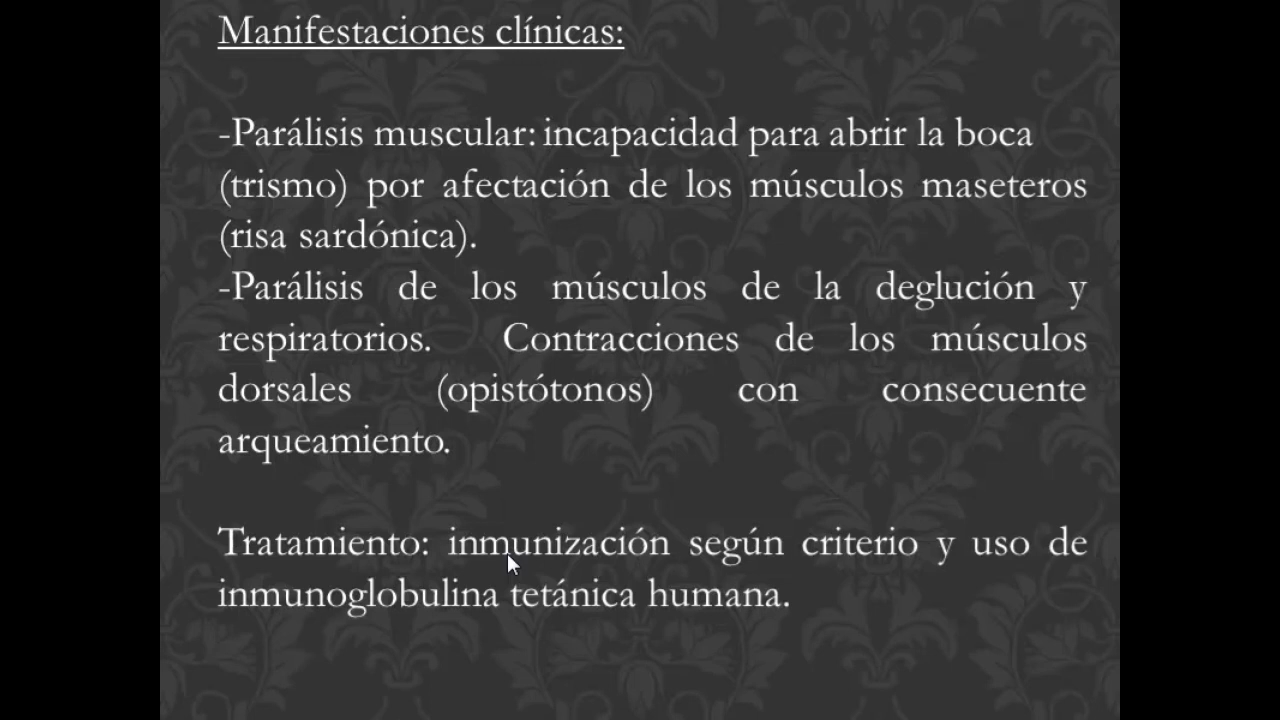 Manifestaciones clínicas:
-Parálisis muscular: incapacidad para abrir la boca
(trismo) por afectación de los músculos maseteros
(risa sardónica).
-Parálisis de los músculos de la deglución y
respiratorios. Contracciones de los músculos
dorsales (opistótonos) con consecuente
arqueamiento.
Tratamiento: inmunización según criterio y uso de
inmunoglobulina tetánica humana.